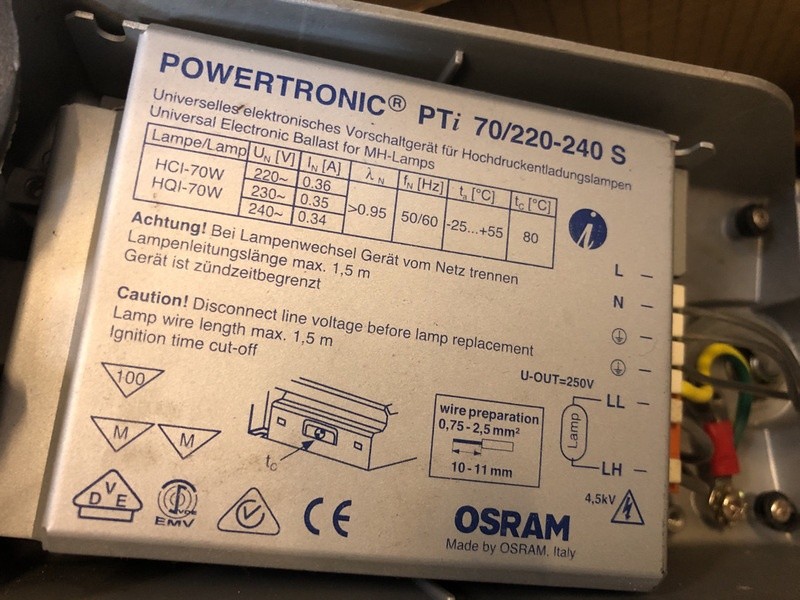 POWERTRONIC® PTi 70/220-240 S
Universelles elektronisches Vorschaltgerät für Hochdruckentladungslampen
Universal Electronic Ballast for MH-Lamps
Lampe/Lamp UN [V] IN [A] λ N fN [Hz] ta [°C] tC [°C]
HCI-70W
HQI-70W
220~ 0.36
230~ 0.35
240~ 0.34
>0.95 50/60 -25...+55 80
i
Achtung! Bei Lampenwechsel Gerät vom Netz trennen
Lampenleitungslänge max. 1,5 m
Gerät ist zündzeitbegrenzt
Caution! Disconnect line voltage before lamp replacement
Lamp wire length max. 1,5 m
Ignition time cut-off
L
N
U-OUT=250V
LL
Lamp
LH
4,5kV
100
M M
tC
wire preparation
0,75 - 2,5 mm²
10 - 11 mm
DVE
VDE
EMV
CE
OSRAM
Made by OSRAM, Italy